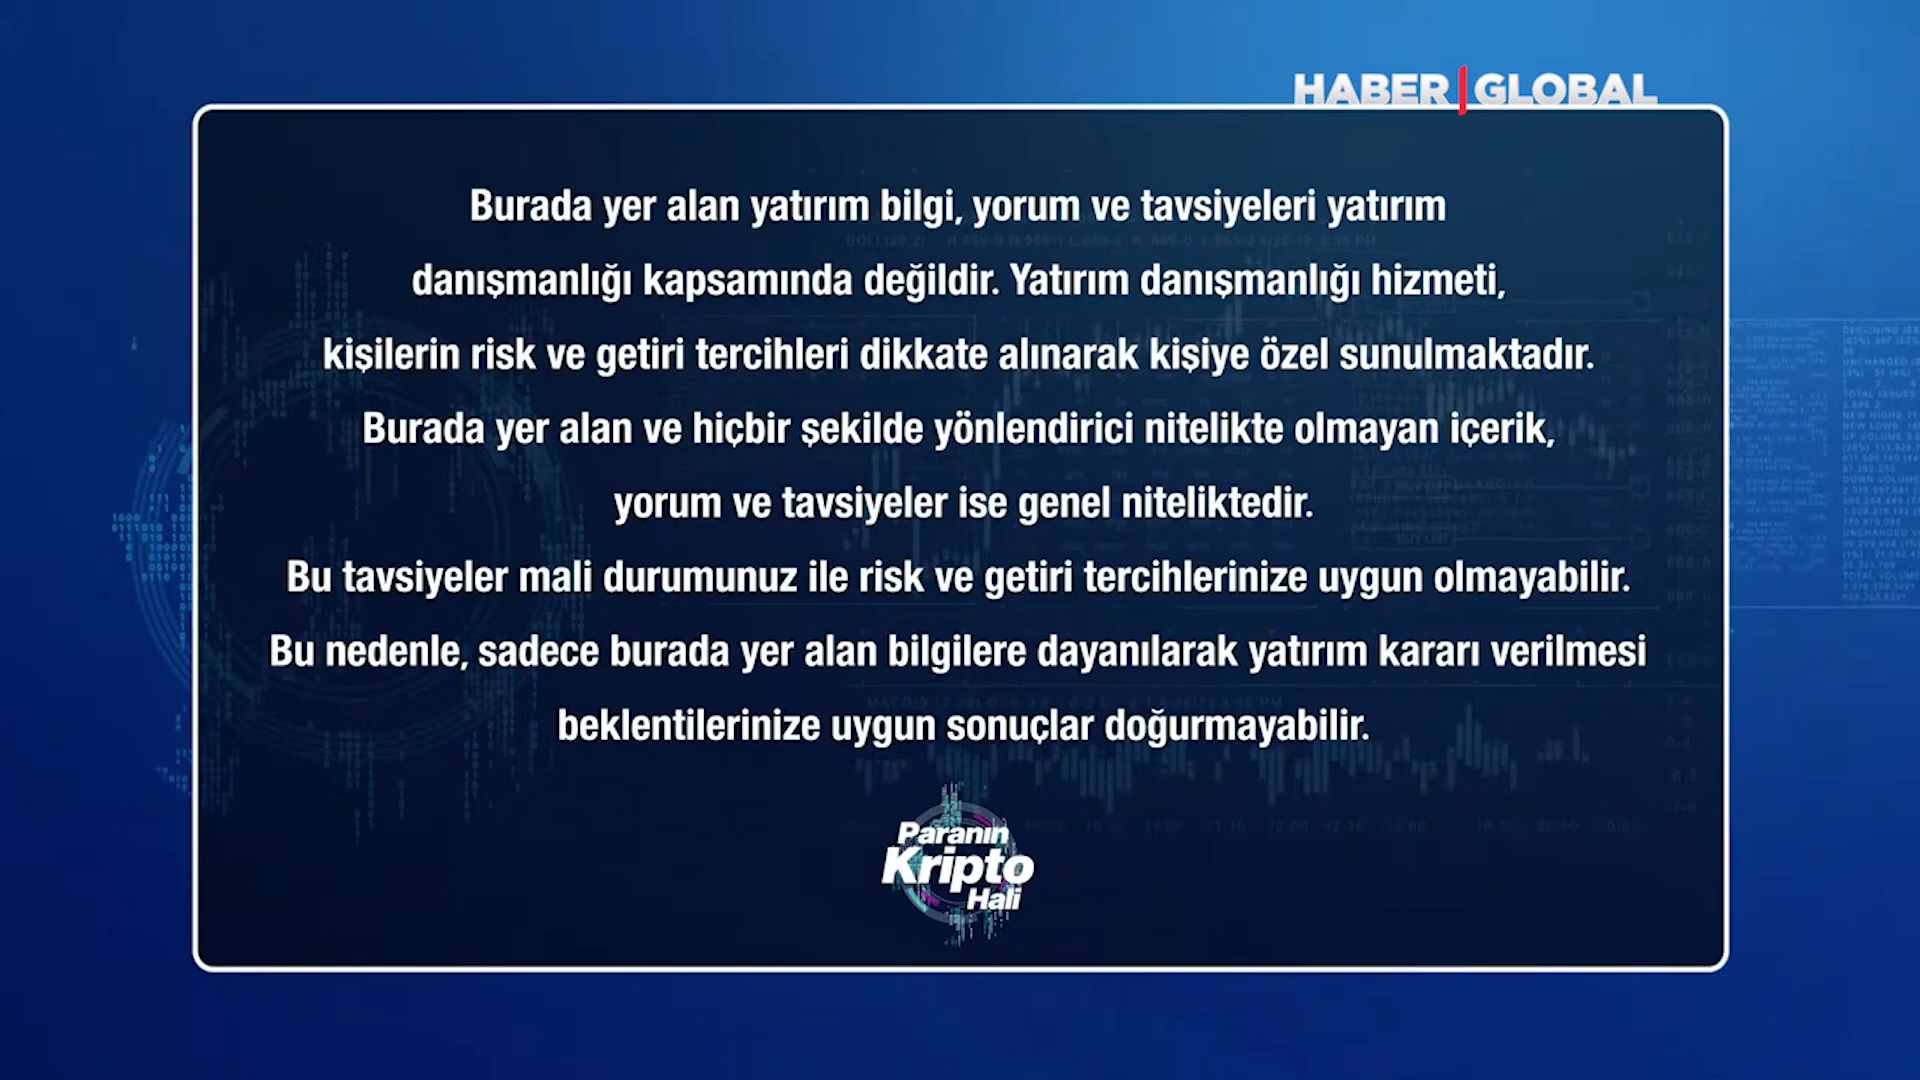 HABER GLOBAL
Burada yer alan yatırım bilgi, yorum ve tavsiyeleri yatırım
danışmanlığı kapsamında değildir. Yatırım danışmanlığı hizmeti,
kişilerin risk ve getiri tercihleri dikkate alınarak kişiye özel sunulmaktadır.
Burada yer alan ve hiçbir şekilde yönlendirici nitelikte olmayan içerik,
yorum ve tavsiyeler ise genel niteliktedir.
Bu tavsiyeler mali durumunuz ile risk ve getiri tercihlerinize uygun olmayabilir.
Bu nedenle, sadece burada yer alan bilgilere dayanılarak yatırım kararı verilmesi
beklentilerinize uygun sonuçlar doğurmayabilir.
Paranın
Kripto
Hali